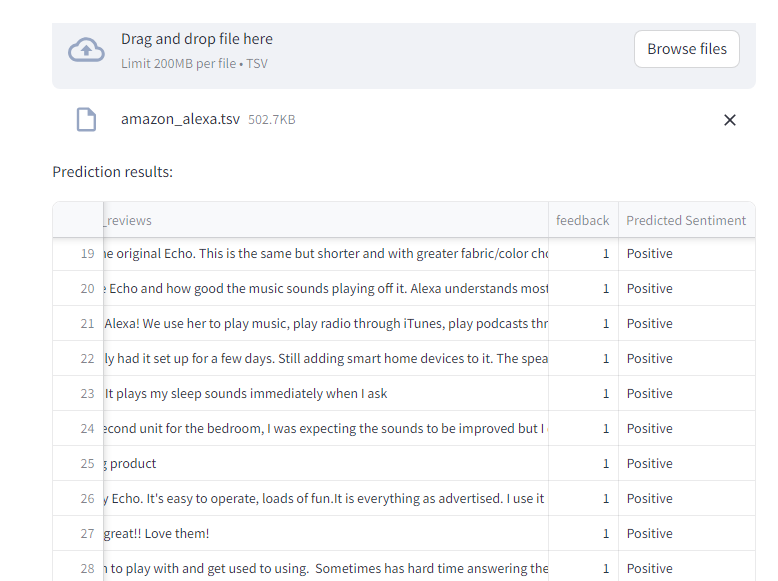 Drag and drop file here
Limit 200MB per file • TSV
Browse files
amazon_alexa.tsv 502.7KB
Prediction results:
_reviews feedback Predicted Sentiment
19 original Echo. This is the same but shorter and with greater fabric/color 1 Positive
20 Echo and how good the music sounds playing off it. Alexa understands most 1 Positive
21 Alexa! We use her to play music, play radio through iTunes, play podcasts 1 Positive
22 had it set up for a few days. Still adding smart home devices to it. The 1 Positive
23 It plays my sleep sounds immediately when I ask 1 Positive
24 unit for the bedroom, I was expecting the sounds to be improved but I 1 Positive
25 product 1 Positive
26 Echo. It's easy to operate, loads of fun.It is everything as advertised. I use it 1 Positive
27 great!! Love them! 1 Positive
28 to play with and get used to using. Sometimes has hard time answering the 1 Positive